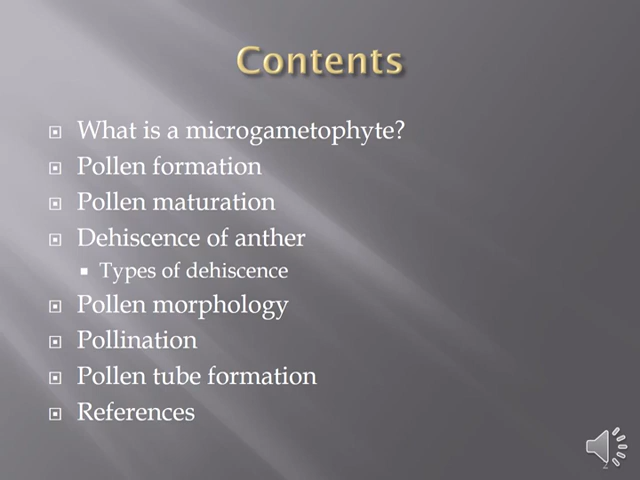 Contents
What is a microgametophyte?
Pollen formation
Pollen maturation
Dehiscence of anther
Types of dehiscence
Pollen morphology
Pollination
Pollen tube formation
References
2